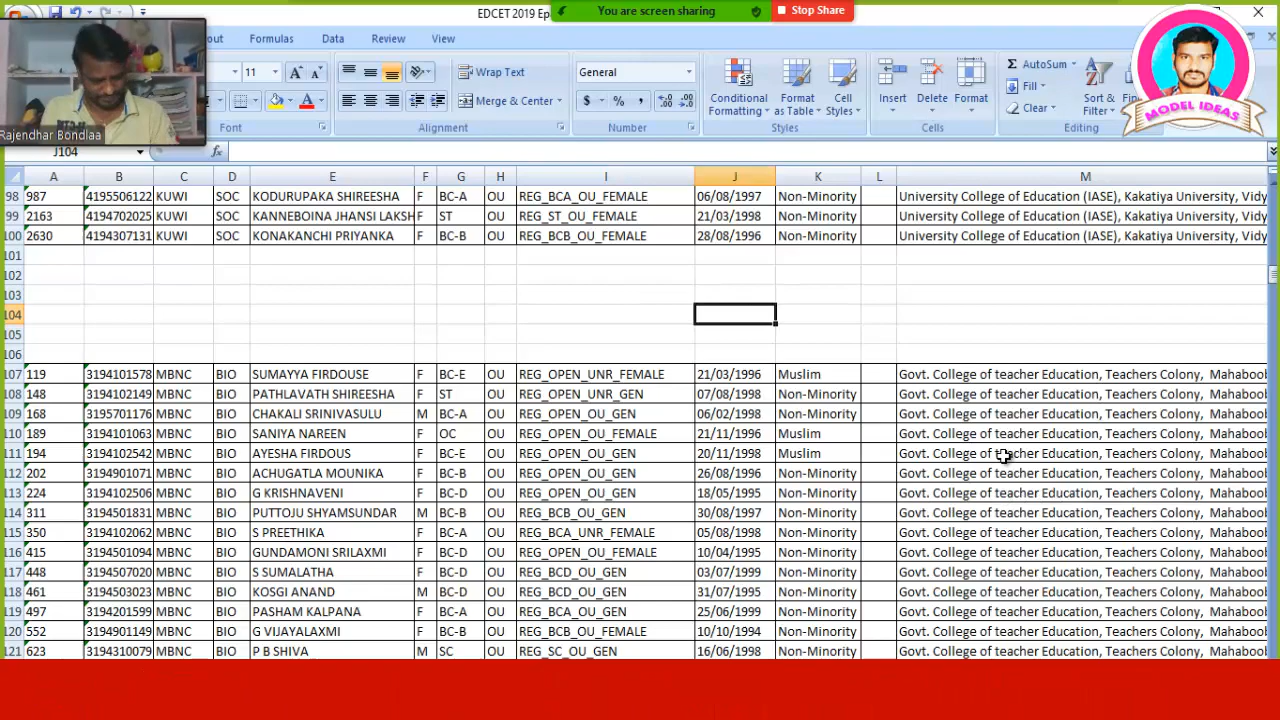 EDCET 2019 Ep
You are screen sharing
Stop Share
out Formulas Data Review View
11 A A Wrap Text General AutoSum
Merge & Center $ % , Conditional Formatting Format as Table Cell Styles Insert Delete Format Fill Clear Sort & Fin
Font Alignment Number Styles Cells Editing
Rajendhar Bondlaa
MODEL IDEAS
J104 fx
A B C D E F G H I J K L M
98 987 4195506122 KUWI SOC KODURUPAKA SHIREESHA F BC-A OU REG_BCA_OU_FEMALE 06/08/1997 Non-Minority University College of Education (IASE), Kakatiya University, Vidy
99 2163 4194702025 KUWI SOC KANNEBOINA JHANSI LAKSH F ST OU REG_ST_OU_FEMALE 21/03/1998 Non-Minority University College of Education (IASE), Kakatiya University, Vidy
100 2630 4194307131 KUWI SOC KONAKANCHI PRIYANKA F BC-B OU REG_BCB_OU_FEMALE 28/08/1996 Non-Minority University College of Education (IASE), Kakatiya University, Vidy
101
102
103
104
105
106
107 119 3194101578 MBNC BIO SUMAYYA FIRDOUSE F BC-E OU REG_OPEN_UNR_FEMALE 21/03/1996 Muslim Govt. College of teacher Education, Teachers Colony, Mahaboob
108 148 3194102149 MBNC BIO PATHLAVATH SHIREESHA F ST OU REG_OPEN_UNR_GEN 07/08/1998 Non-Minority Govt. College of teacher Education, Teachers Colony, Mahaboob
109 168 3195701176 MBNC BIO CHAKALI SRINIVASULU M BC-A OU REG_OPEN_OU_GEN 06/02/1998 Non-Minority Govt. College of teacher Education, Teachers Colony, Mahaboob
110 189 3194101063 MBNC BIO SANIYA NAREEN F OC OU REG_OPEN_OU_FEMALE 21/11/1996 Muslim Govt. College of teacher Education, Teachers Colony, Mahaboob
111 194 3194102542 MBNC BIO AYESHA FIRDOUS F BC-E OU REG_OPEN_OU_GEN 20/11/1998 Muslim Govt. College of teacher Education, Teachers Colony, Mahaboob
112 202 3194901071 MBNC BIO ACHUGATLA MOUNIKA F BC-B OU REG_OPEN_OU_GEN 26/08/1996 Non-Minority Govt. College of teacher Education, Teachers Colony, Mahaboob
113 224 3194102506 MBNC BIO G KRISHNAVENI F BC-D OU REG_OPEN_OU_GEN 18/05/1995 Non-Minority Govt. College of teacher Education, Teachers Colony, Mahaboob
114 311 3194501831 MBNC BIO PUTTOJU SHYAMSUNDAR M BC-B OU REG_BCB_OU_GEN 30/08/1997 Non-Minority Govt. College of teacher Education, Teachers Colony, Mahaboob
115 350 3194102062 MBNC BIO S PREETHIKA F BC-A OU REG_BCA_UNR_FEMALE 05/08/1998 Non-Minority Govt. College of teacher Education, Teachers Colony, Mahaboob
116 415 3194501094 MBNC BIO GUNDAMONI SRILAXMI F BC-D OU REG_OPEN_OU_FEMALE 10/04/1995 Non-Minority Govt. College of teacher Education, Teachers Colony, Mahaboob
117 448 3194507020 MBNC BIO S SUMALATHA F BC-D OU REG_BCD_OU_GEN 03/07/1999 Non-Minority Govt. College of teacher Education, Teachers Colony, Mahaboob
118 461 3194503023 MBNC BIO KOSGI ANAND M BC-D OU REG_BCD_OU_GEN 31/07/1995 Non-Minority Govt. College of teacher Education, Teachers Colony, Mahaboob
119 497 3194201599 MBNC BIO PASHAM KALPANA F BC-A OU REG_BCA_OU_GEN 25/06/1999 Non-Minority Govt. College of teacher Education, Teachers Colony, Mahaboob
120 552 3194901149 MBNC BIO G VIJAYALAXMI F BC-B OU REG_BCB_OU_FEMALE 10/10/1994 Non-Minority Govt. College of teacher Education, Teachers Colony, Mahaboob
121 623 3194310079 MBNC BIO P B SHIVA M SC OU REG_SC_OU_GEN 16/06/1998 Non-Minority Govt. College of teacher Education, Teachers Colony, Mahaboob